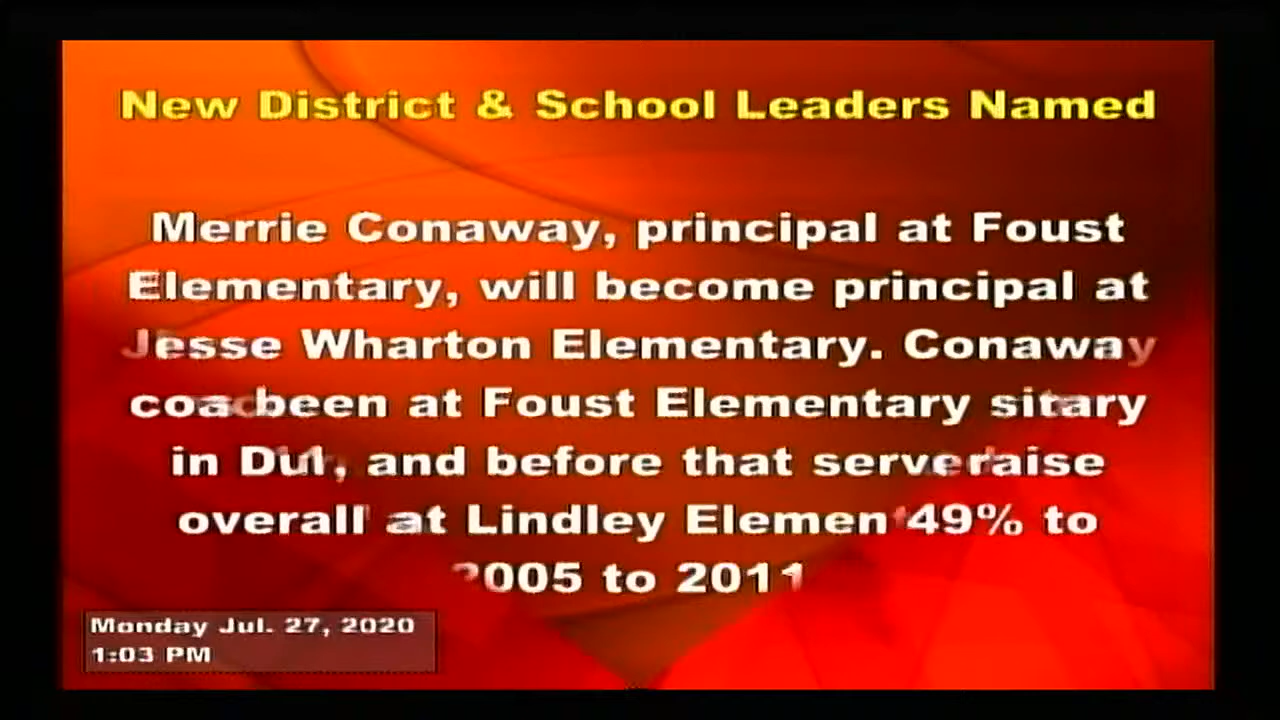 New District & School Leaders Named
Merrie Conaway, principal at Foust
Elementary, will become principal at
Jesse Wharton Elementary. Conaway
been at Foust Elementary
in and before that
overall at Lindley 49% to
2005 to 2011
Monday Jul. 27, 2020
1:03 PM